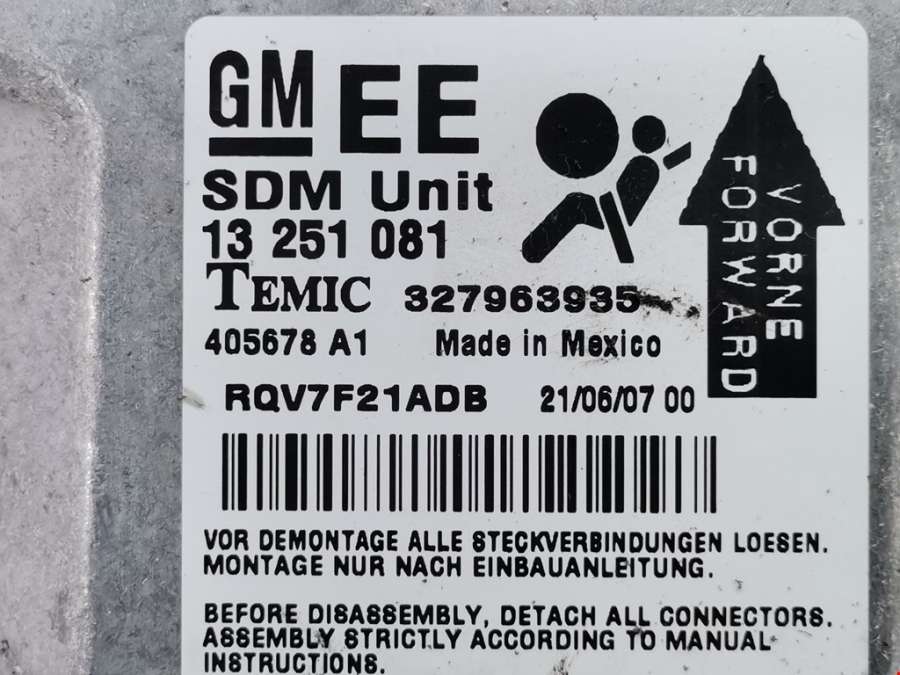 GM EE
SDM Unit
13 251 081
TEMIC 327963935
405678 A1 Made in Mexico
RQV7F21ADB 21/06/07 00
VORNE
FORWARD
VOR DEMONTAGE ALLE STECKVERBINDUNGEN LOESEN.
MONTAGE NUR NACH EINBAUANLEITUNG.
BEFORE DISASSEMBLY, DETACH ALL CONNECTORS.
ASSEMBLY STRICTLY ACCORDING TO MANUAL
INSTRUCTIONS.